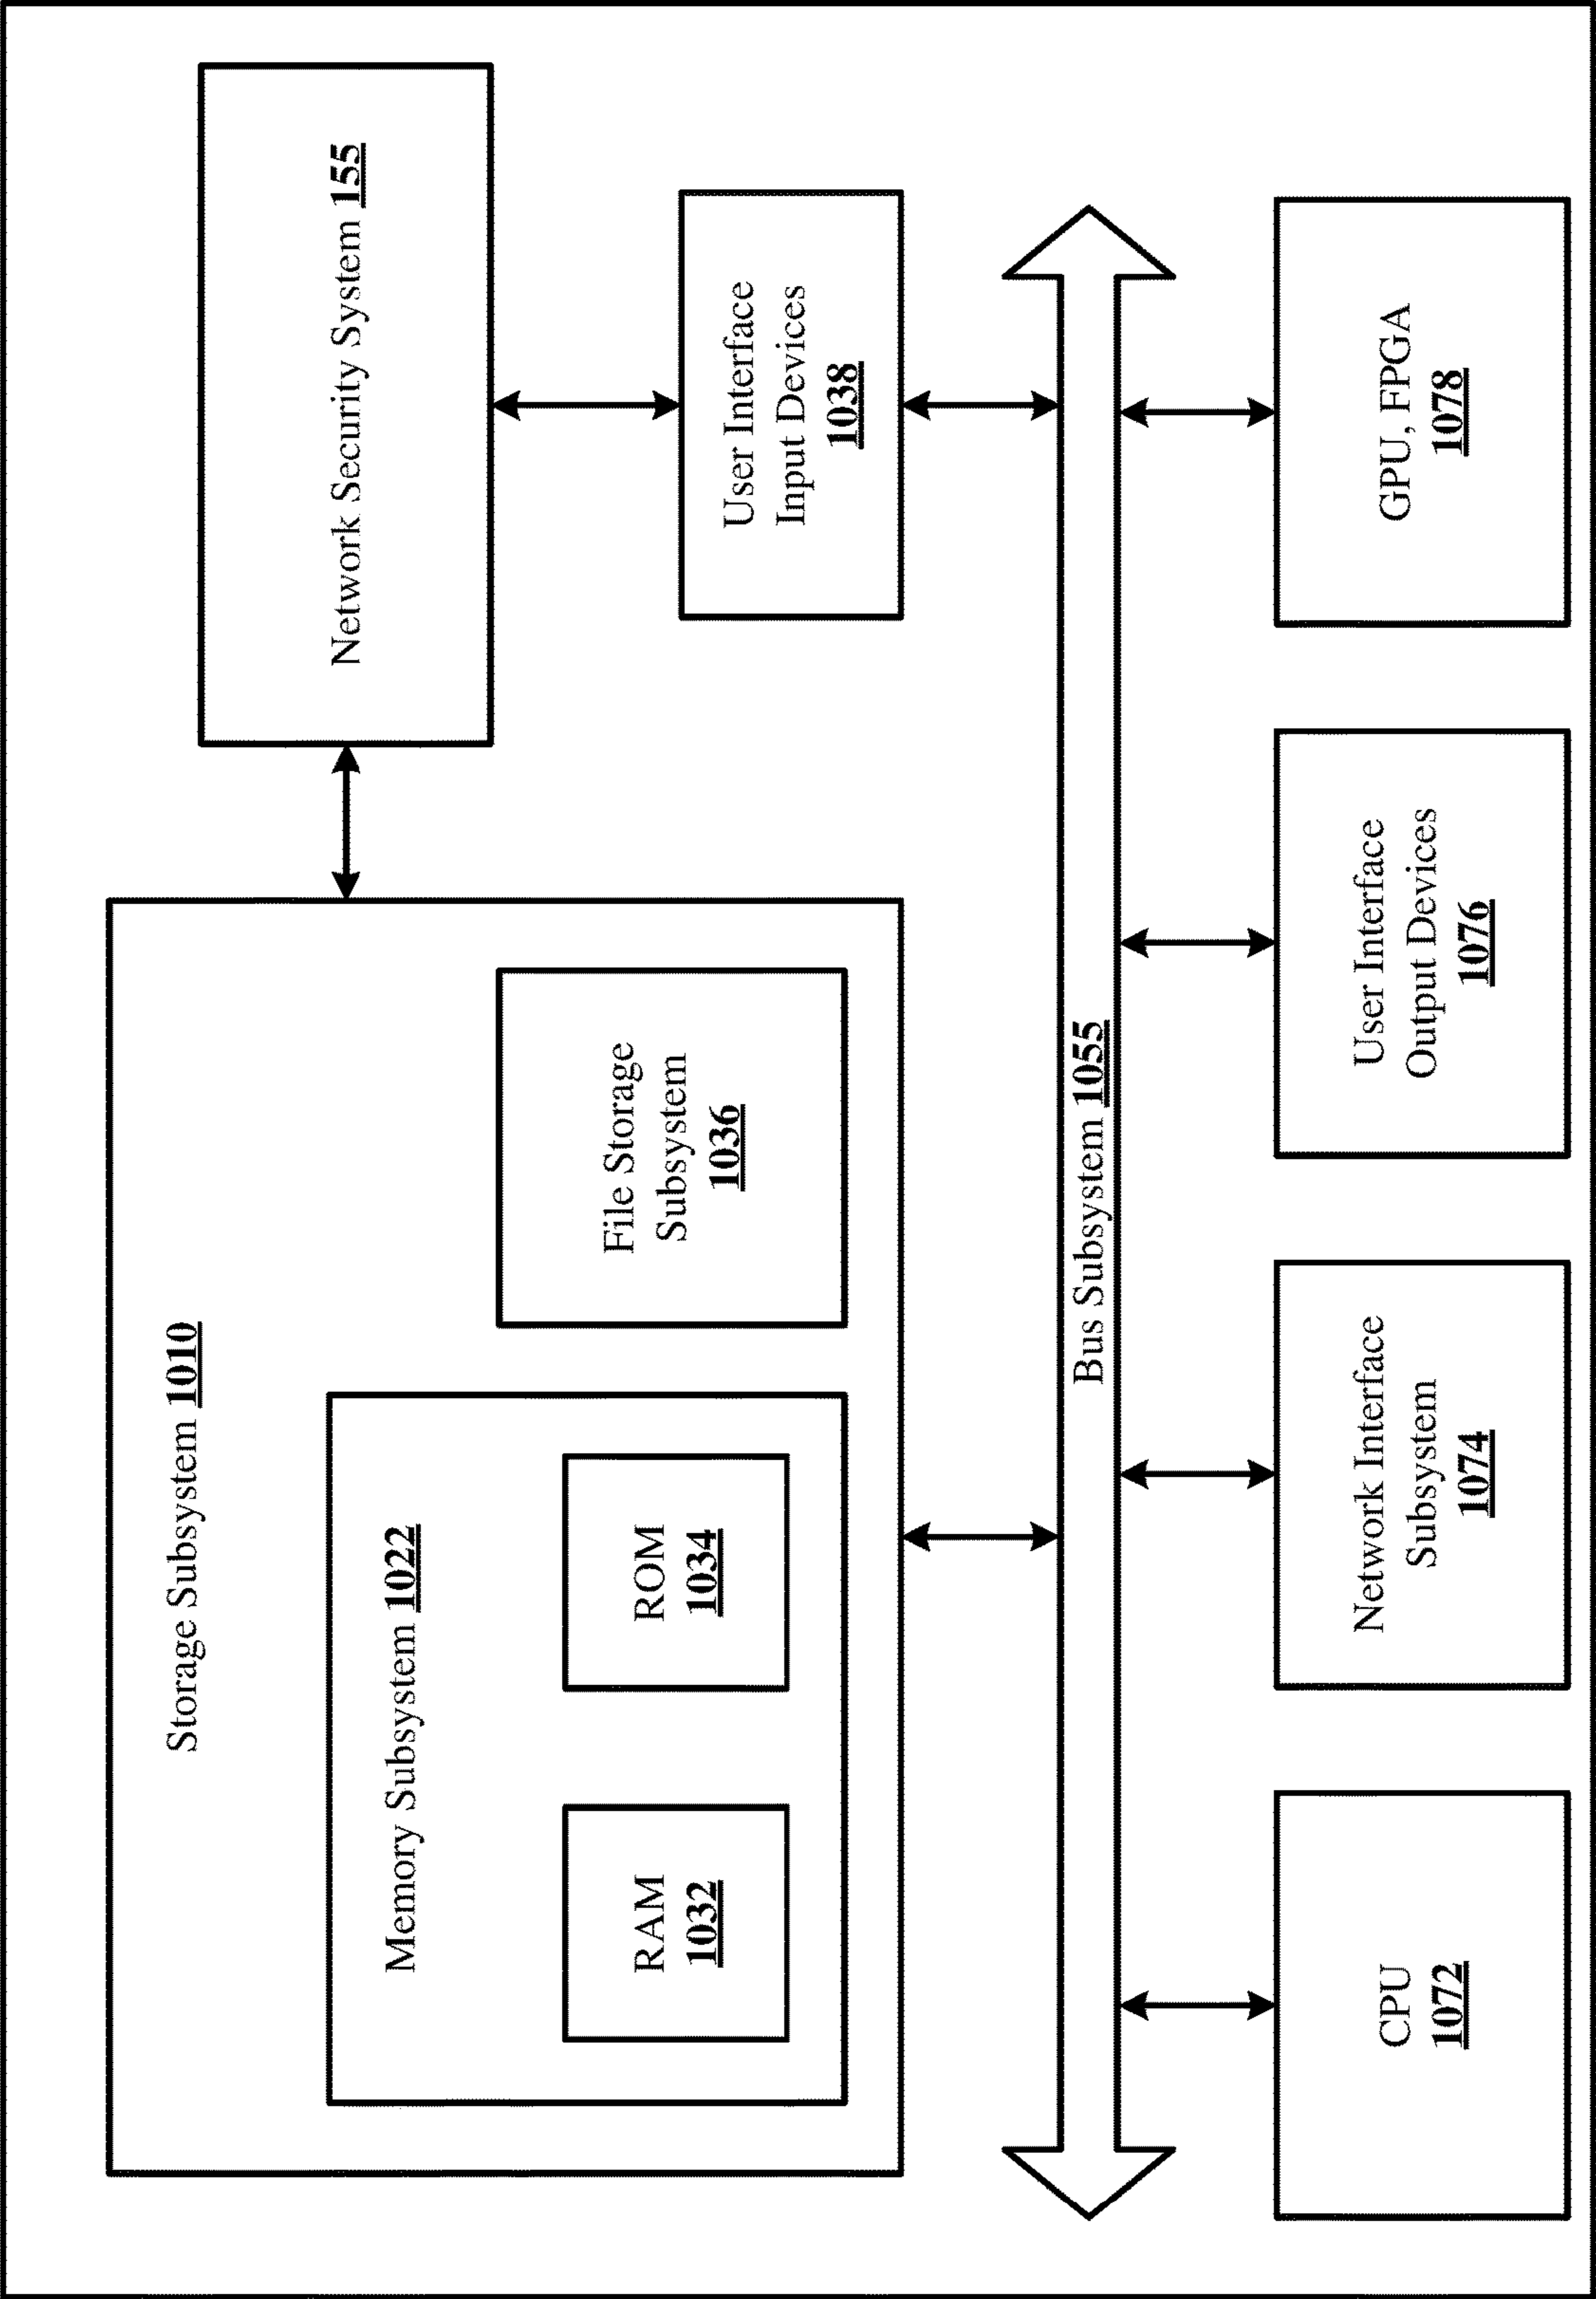 Storage Subsystem 1010
Network Security System 155
Memory Subsystem 1022
RAM
1032
ROM
1034
File Storage
Subsystem
1036
User Interface
Input Devices
1038
Bus Subsystem 1055
CPU
1072
Network Interface
Subsystem
1074
User Interface
Output Devices
1076
GPU, FPGA
1078